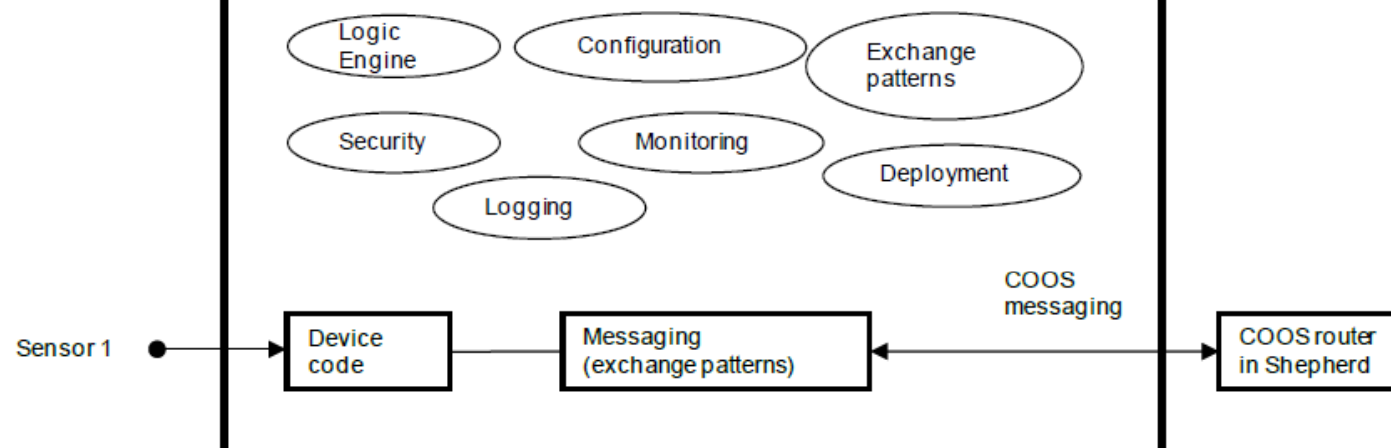 Logic
Engine
Configuration
Exchange
patterns
Security
Monitoring
Deployment
Logging
COOS
messaging
Sensor 1
Device
code
Messaging
(exchange patterns)
COOS router
in Shepherd